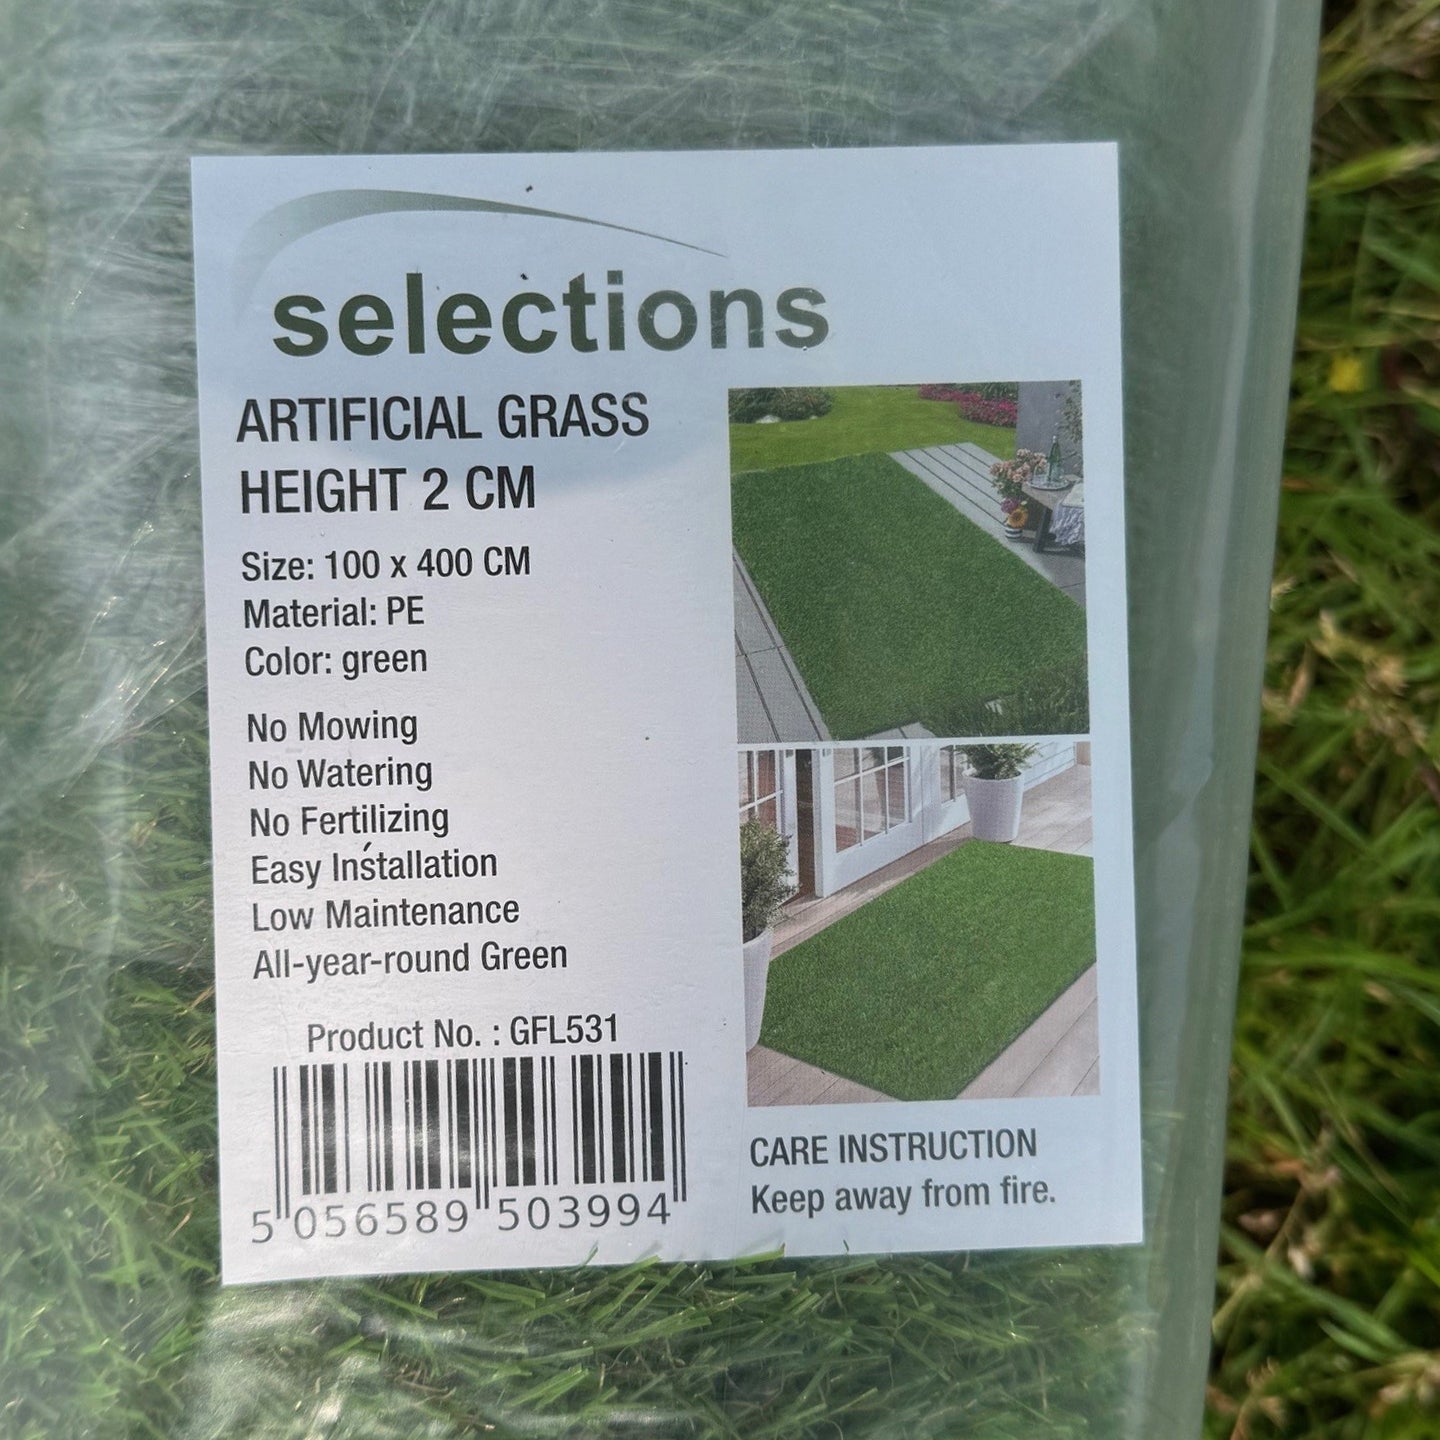 selections
ARTIFICIAL GRASS
HEIGHT 2 CM
Size: 100 x 400 CM
Material: PE
Color: green
No Mowing
No Watering
No Fertilizing
Easy Installation
Low Maintenance
All-year-round Green
Product No. : GFL531
5 056589 503994
CARE INSTRUCTION
Keep away from fire.